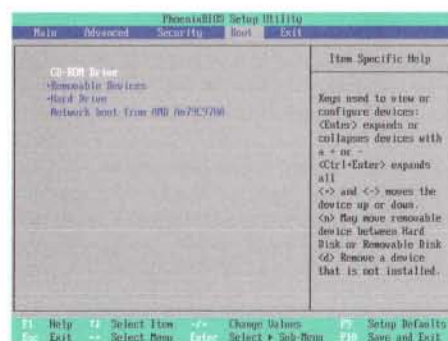 PhoenixBIOS Setup Utility
Main Advanced Security Boot Exit
CD-ROM Drive
+Removable Devices
+Hard Drive
Network boot from AMD Am79C970A
Item Specific Help
Keys used to view or
configure devices:
<Enter> expands or
collapses devices with
a + or -
<Ctrl+Enter> expands
all
<+> and <-> moves the
device up or down.
<n> May move removable
device between Hard
Disk or Removable Disk
<d> Remove a device
that is not installed.
F1 Help ↑↓ Select Item -/+ Change Values F9 Setup Defaults
Esc Exit ↔ Select Menu Enter Select ▶ Sub-Menu F10 Save and Exit